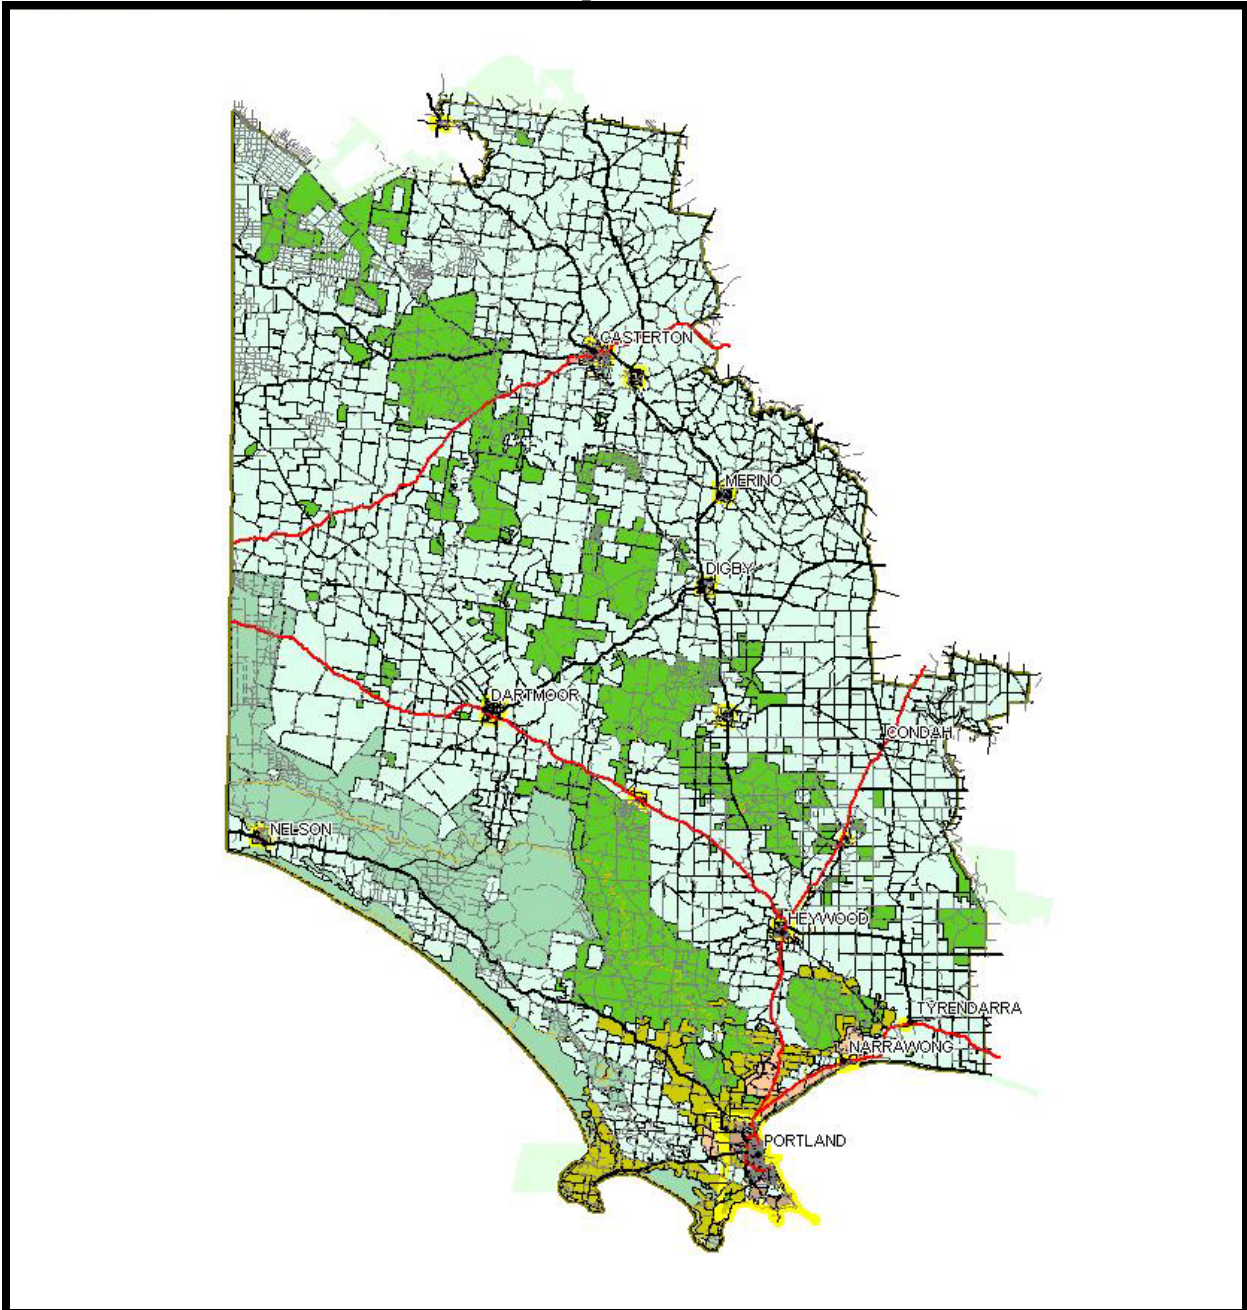 CASTERTON
MERINO
DIGBY
DARTMOOR
CONDAH
NELSON
HEYWOOD
TYRENDARRA
NARRAWONG
PORTLAND